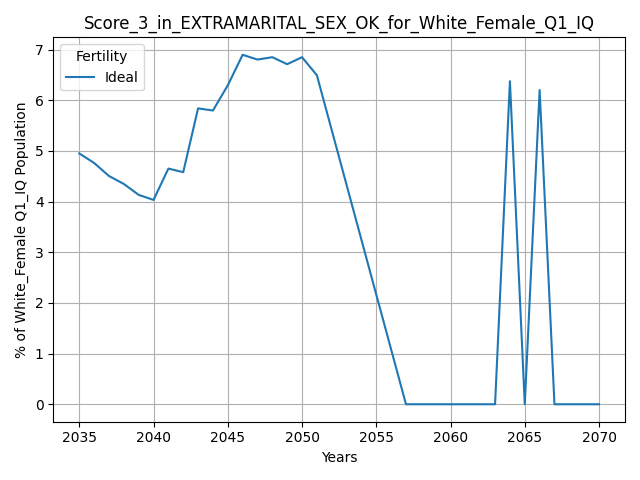 Score_3_in_EXTRAMARITAL_SEX_OK_for_White_Female_Q1_IQ
Fertility
Ideal
% of White_Female Q1_IQ Population
7
6
5
4
3
2
1
0
2035 2040 2045 2050 2055 2060 2065 2070
Years